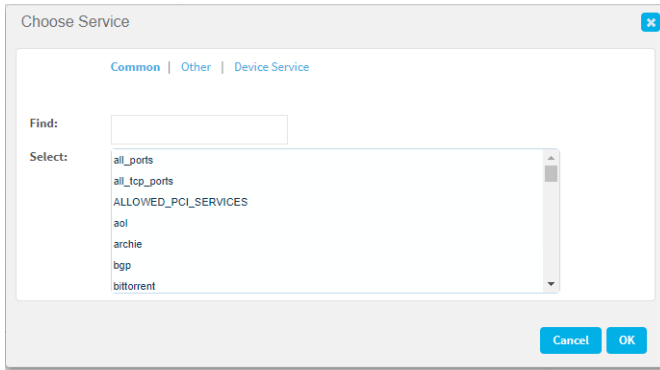 Choose Service
Common | Other | Device Service
Find:
Select:
all_ports
all_tcp_ports
ALLOWED_PCI_SERVICES
aol
archie
bgp
bittorrent
Cancel OK